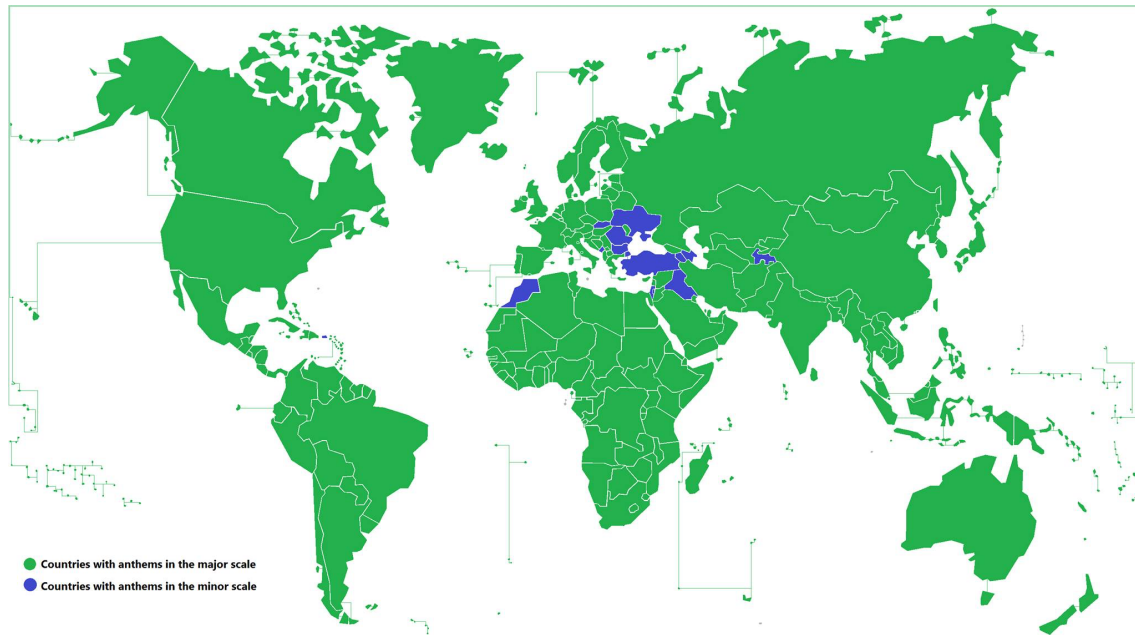 Countries with anthems in the major scale
Countries with anthems in the minor scale